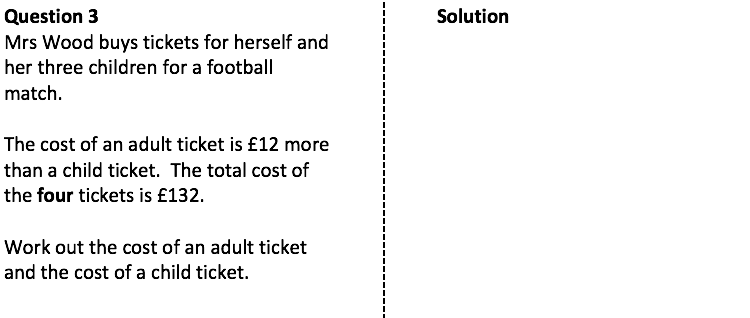 Question 3
Mrs Wood buys tickets for herself and
her three children for a football
match.
The cost of an adult ticket is £12 more
than a child ticket.  The total cost of
the four tickets is £132.
Work out the cost of an adult ticket
and the cost of a child ticket.
Solution